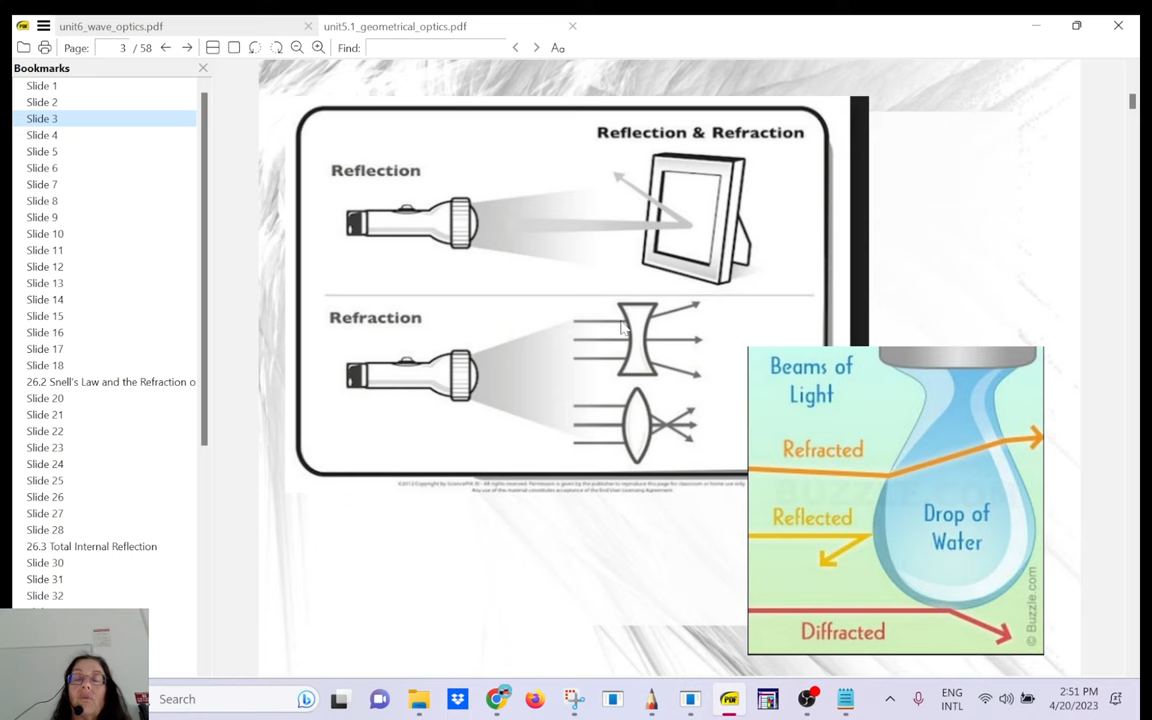 unit6_wave_optics.pdf
unit5.1_geometrical_optics.pdf
Page: 3 / 58
Find:
Aa
Bookmarks
Slide 1
Slide 2
Slide 3
Slide 4
Slide 5
Slide 6
Slide 7
Slide 8
Slide 9
Slide 10
Slide 11
Slide 12
Slide 13
Slide 14
Slide 15
Slide 16
Slide 17
Slide 18
26.2 Snell's Law and the Refraction o
Slide 20
Slide 21
Slide 22
Slide 23
Slide 24
Slide 25
Slide 26
Slide 27
Slide 28
26.3 Total Internal Reflection
Slide 30
Slide 31
Slide 32
Reflection & Refraction
Reflection
Refraction
Beams of
Light
Refracted
Reflected
Drop of
Water
Diffracted
© Buzzle.com
Search
ENG
INTL
2:51 PM
4/20/2023